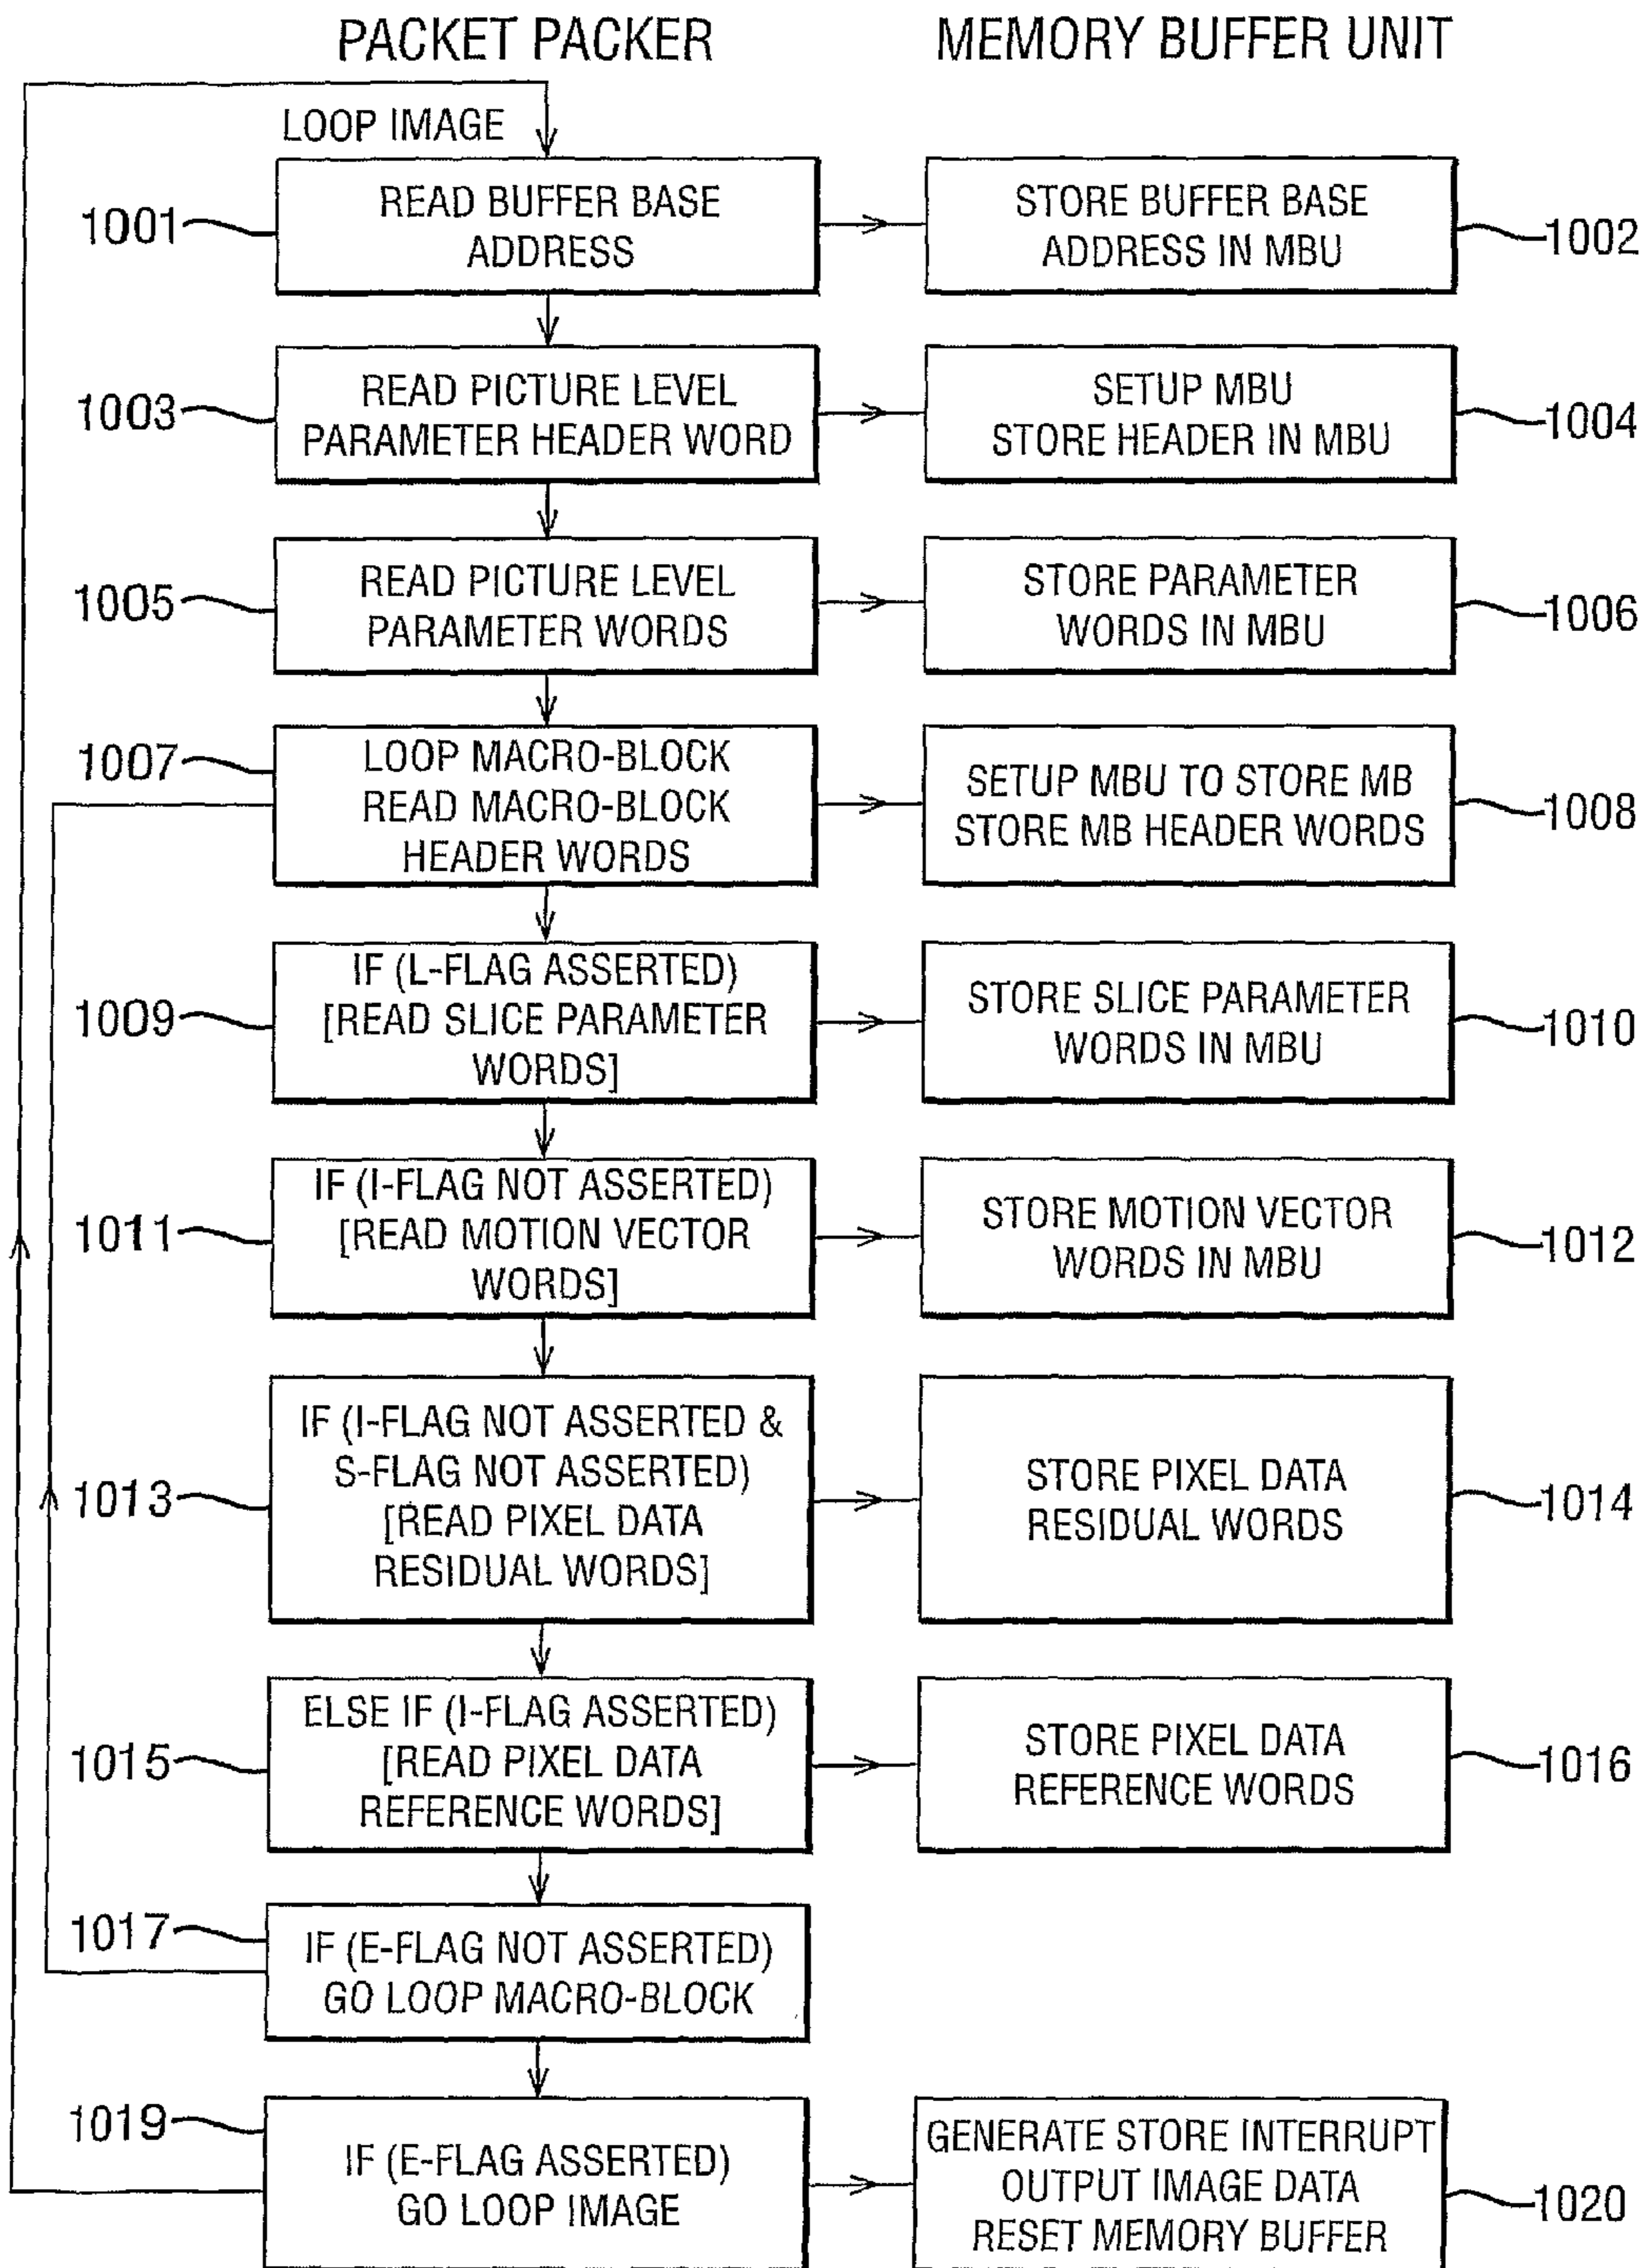 PACKET PACKER
MEMORY BUFFER UNIT
LOOP IMAGE
1001
READ BUFFER BASE
ADDRESS
STORE BUFFER BASE
ADDRESS IN MBU
1002
1003
READ PICTURE LEVEL
PARAMETER HEADER WORD
SETUP MBU
STORE HEADER IN MBU
1004
1005
READ PICTURE LEVEL
PARAMETER WORDS
STORE PARAMETER
WORDS IN MBU
1006
1007
LOOP MACRO-BLOCK
READ MACRO-BLOCK
HEADER WORDS
SETUP MBU TO STORE MB
STORE MB HEADER WORDS
1008
1009
IF (L-FLAG ASSERTED)
[READ SLICE PARAMETER
WORDS]
STORE SLICE PARAMETER
WORDS IN MBU
1010
1011
IF (I-FLAG NOT ASSERTED)
[READ MOTION VECTOR
WORDS]
STORE MOTION VECTOR
WORDS IN MBU
1012
1013
IF (I-FLAG NOT ASSERTED &
S-FLAG NOT ASSERTED)
[READ PIXEL DATA
RESIDUAL WORDS]
STORE PIXEL DATA
RESIDUAL WORDS
1014
1015
ELSE IF (I-FLAG ASSERTED)
[READ PIXEL DATA
REFERENCE WORDS]
STORE PIXEL DATA
REFERENCE WORDS
1016
1017
IF (E-FLAG NOT ASSERTED)
GO LOOP MACRO-BLOCK
1019
IF (E-FLAG ASSERTED)
GO LOOP IMAGE
GENERATE STORE INTERRUPT
OUTPUT IMAGE DATA
RESET MEMORY BUFFER
1020